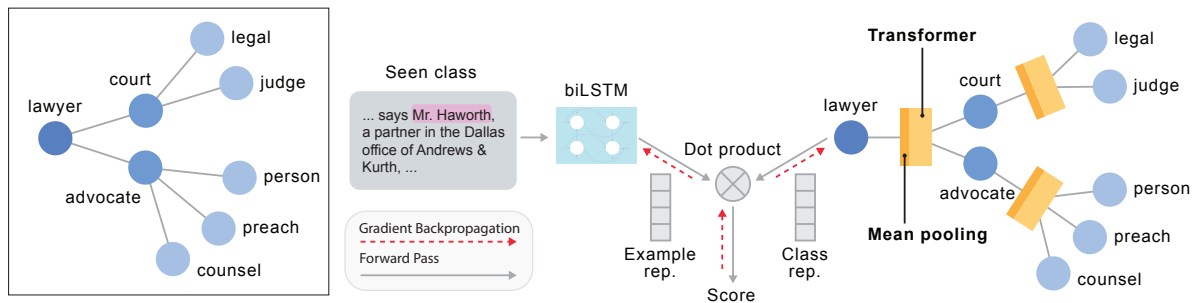 legal
court
judge
lawyer
person
advocate
preach
counsel
Seen class
... says Mr. Haworth,
a partner in the Dallas
office of Andrews &
Kurth, ...
Gradient Backpropagation
Forward Pass
biLSTM
Dot product
Example
rep.
Class
rep.
Score
Transformer
legal
court
judge
lawyer
advocate
person
Mean pooling
preach
counsel